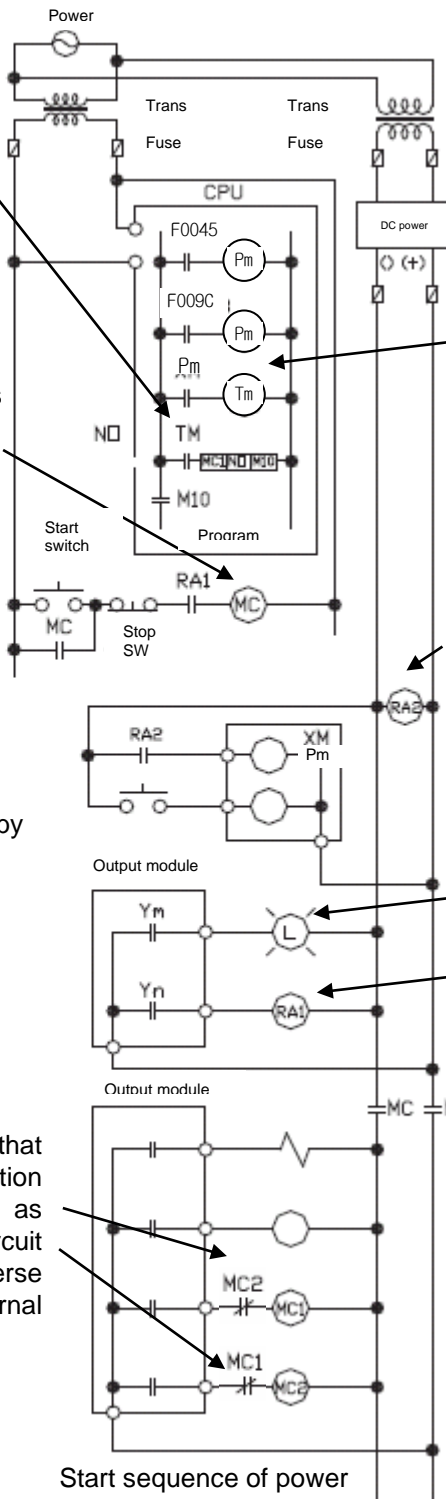 Power
Trans Trans
Fuse Fuse
CPU
DC power
F0045
Pm
() (+)
F009C
Pm
Pm
Tm
s
N☐ TM
MC1 N☐ M10
M10
Program
Start
switch
RA1
MC
MC
Stop
SW
RA2
RA2
XM
Pm
by
Output module
Ym
L
Yn
RA1
Output module
MC
that
ction
as
rcuit
erse
rnal
MC2
MC1
MC1
MC2
Start sequence of power